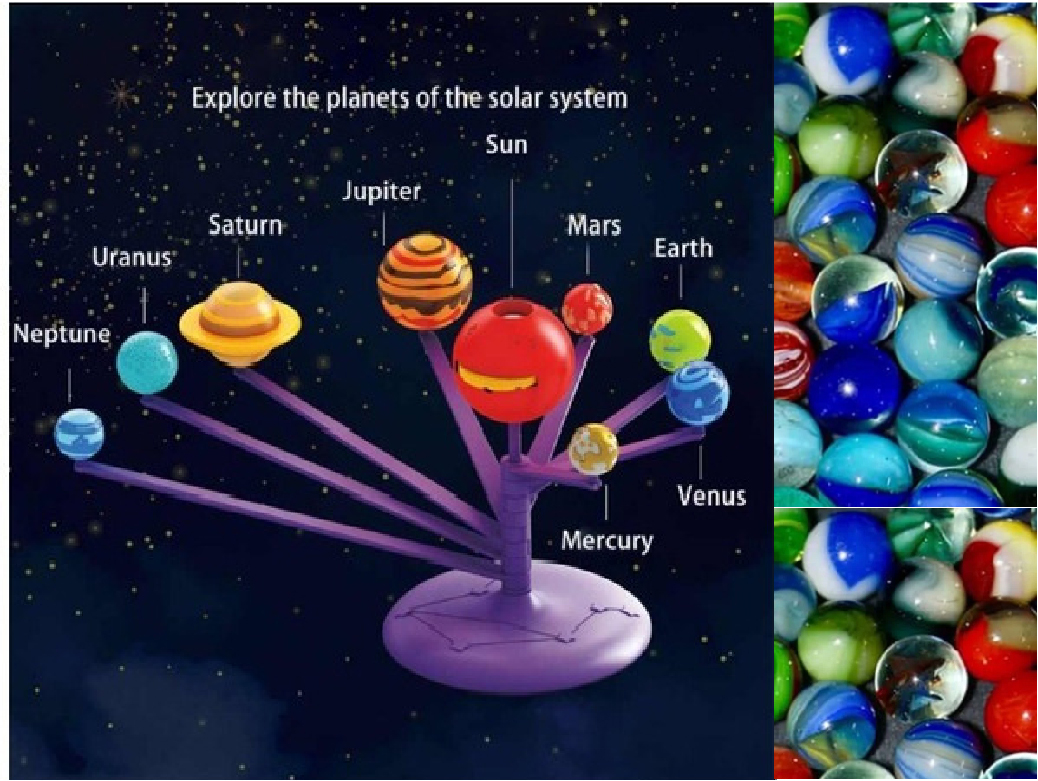 Explore the planets of the solar system
Sun
Jupiter
Mars
Saturn
Earth
Uranus
Neptune
Venus
Mercury